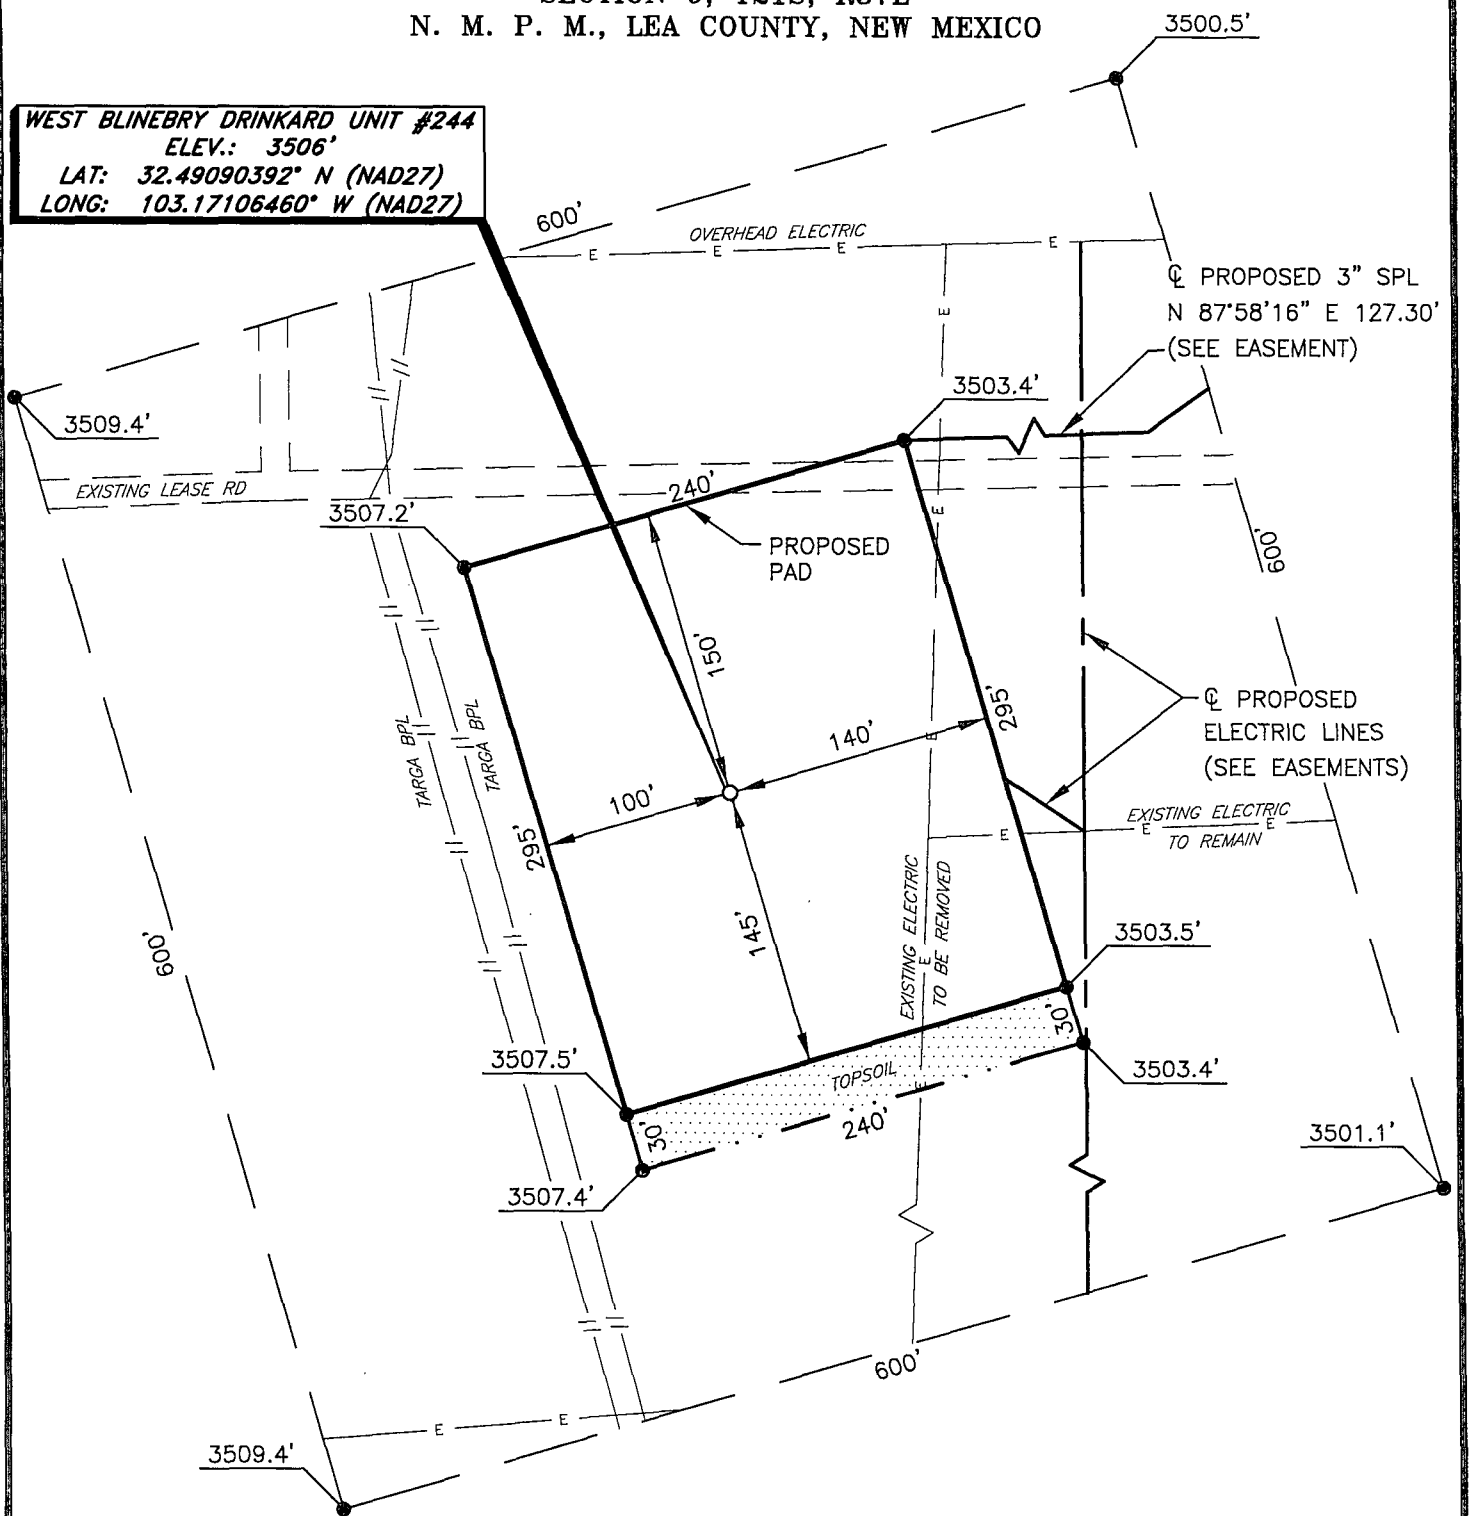 N. M. P. M., LEA COUNTY, NEW MEXICO
3500.5'
WEST BLINEBRY DRINKARD UNIT #244
ELEV.: 3506'
LAT: 32.49090392° N (NAD27)
LONG: 103.17106460° W (NAD27)
600'
OVERHEAD ELECTRIC
E E E E
℄ PROPOSED 3" SPL
N 87°58'16" E 127.30'
(SEE EASEMENT)
E
3503.4'
3509.4'
EXISTING LEASE RD
240'
3507.2'
E
PROPOSED
PAD
600'
150'
295'
℄ PROPOSED
ELECTRIC LINES
(SEE EASEMENTS)
TARGA BPL
TARGA BPL
140'
E
100'
295'
EXISTING ELECTRIC
E E E
TO REMAIN
EXISTING ELECTRIC
E
TO BE REMOVED
145'
600'
3503.5'
30'
3507.5'
TOPSOIL
E
3503.4'
240'
30'
3501.1'
3507.4'
600'
E E
3509.4'